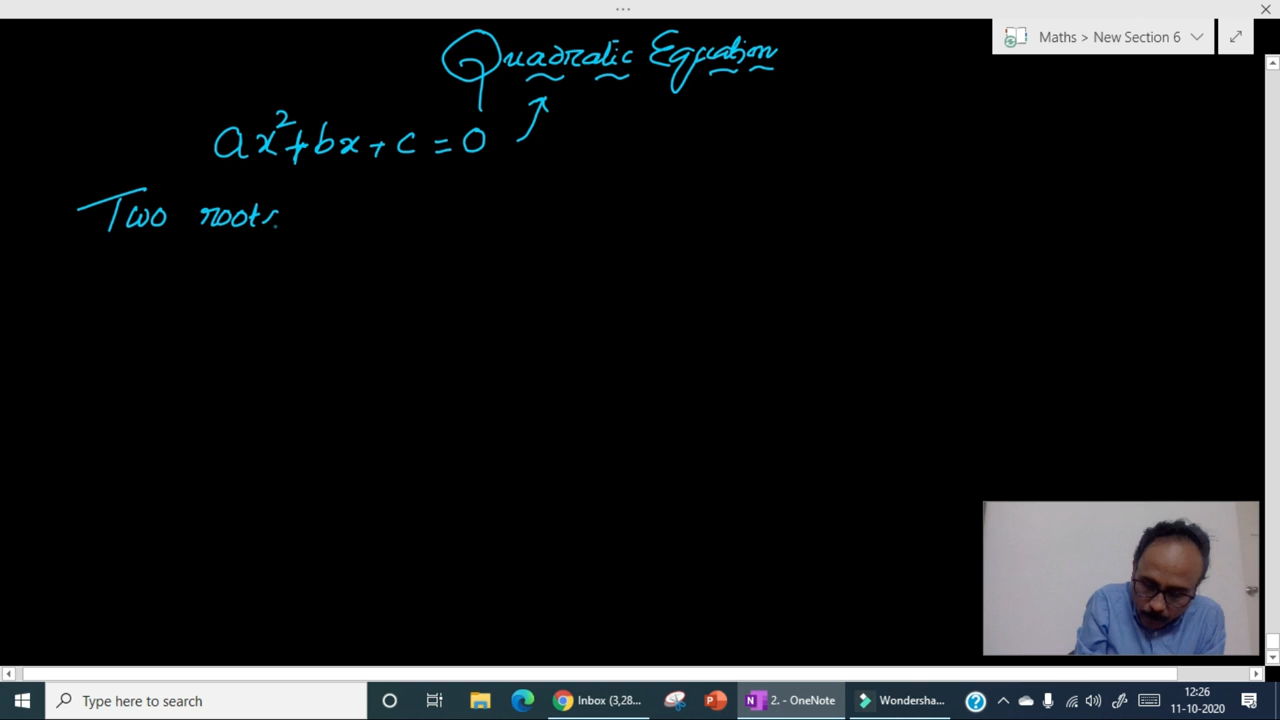 Maths > New Section 6
Quadratic Equation
ax²+bx+c=0
Two roots.
Type here to search
Inbox (3,28...
2. - OneNote
Wondersha...
12:26
11-10-2020